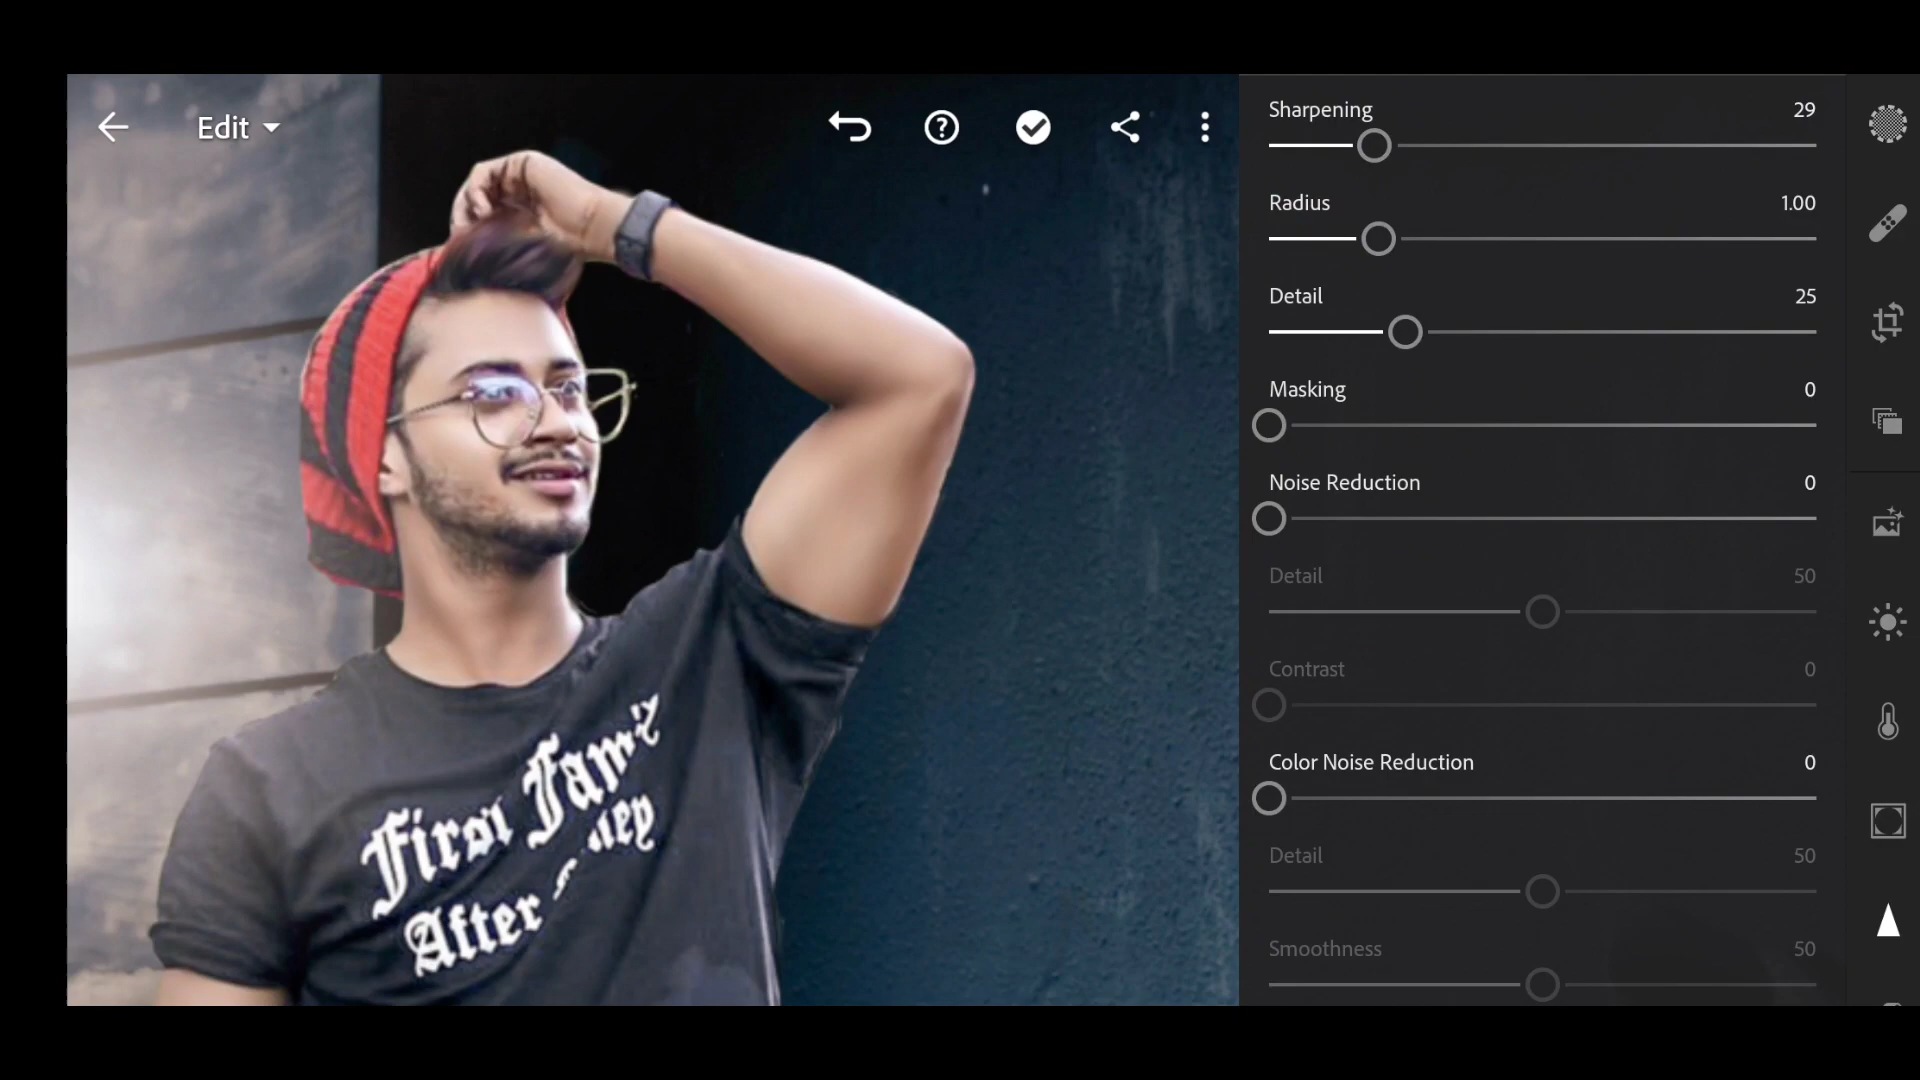 Edit
Sharpening 29
Radius 1.00
Detail 25
Masking 0
Noise Reduction 0
Detail 50
Contrast 0
Color Noise Reduction 0
Detail 50
Smoothness 50
First
After